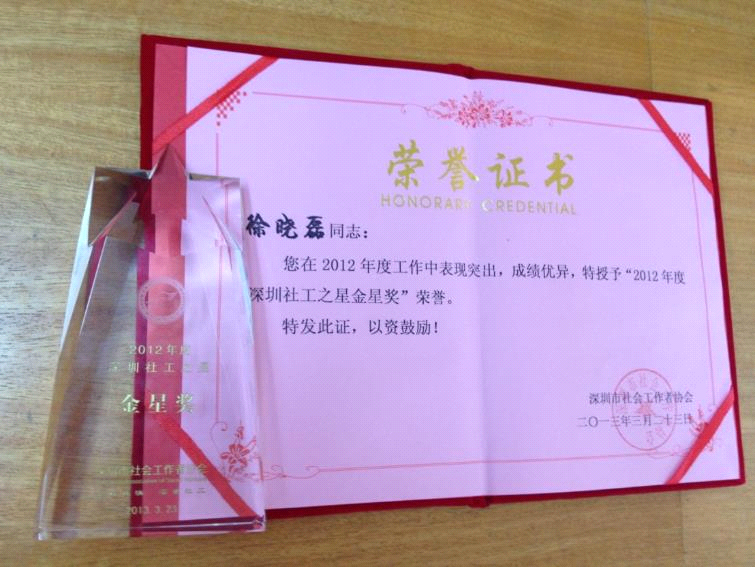 荣誉证书
HONORARY CREDENTIAL
徐晓磊同志：
您在2012年度工作中表现突出，成绩优异，特授予“2012年度
深圳社工之星金星奖”荣誉。
特发此证，以资鼓励！
深圳市社会工作者协会
二〇一三年三月二十三日
2012年度
深圳社工之星
金星奖
深圳市社会工作者协会
2013.3.23